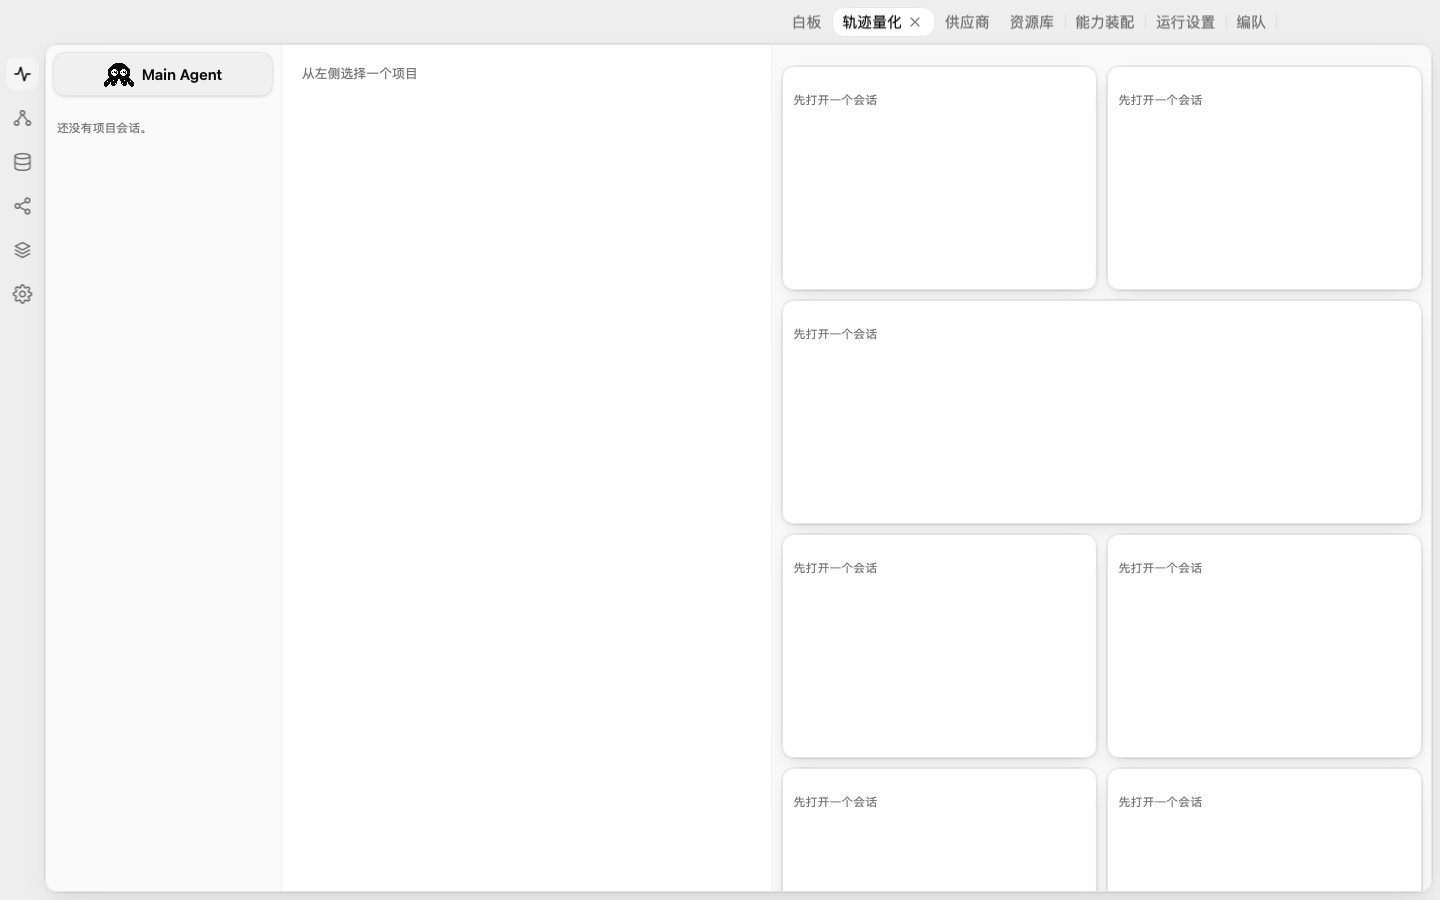 白板
轨迹量化
供应商
资源库
能力装配
运行设置
编队
Main Agent
还没有项目会话。
从左侧选择一个项目
先打开一个会话
先打开一个会话
先打开一个会话
先打开一个会话
先打开一个会话
先打开一个会话
先打开一个会话